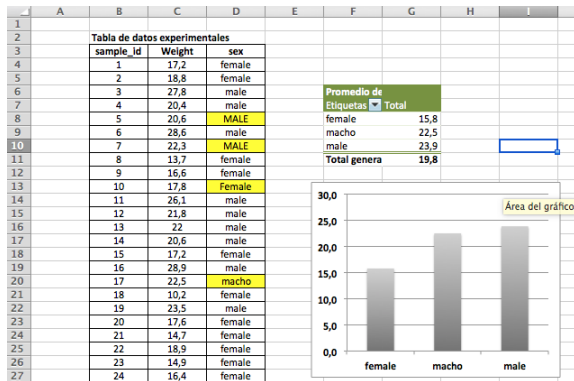 A B C D E F G H I
1
2 Tabla de datos experimentales
3 sample_id Weight sex
4 1 17,2 female
5 2 18,8 female
6 3 27,8 male Promedio de
7 4 20,4 male Etiquetas Total
8 5 20,6 MALE female 15,8
9 6 28,6 male macho 22,5
10 7 22,3 MALE male 23,9
11 8 13,7 female Total genera 19,8
12 9 16,6 female
13 10 17,8 Female
14 11 26,1 male
15 12 21,8 male
16 13 22 male
17 14 20,6 male
18 15 17,2 female
19 16 28,9 male
20 17 22,5 macho
21 18 10,2 female
22 19 23,5 male
23 20 17,6 female
24 21 14,7 female
25 22 18,9 female
26 23 14,9 female
27 24 16,4 female
30,0
Área del gráfico
25,0
20,0
15,0
10,0
5,0
0,0
female macho male